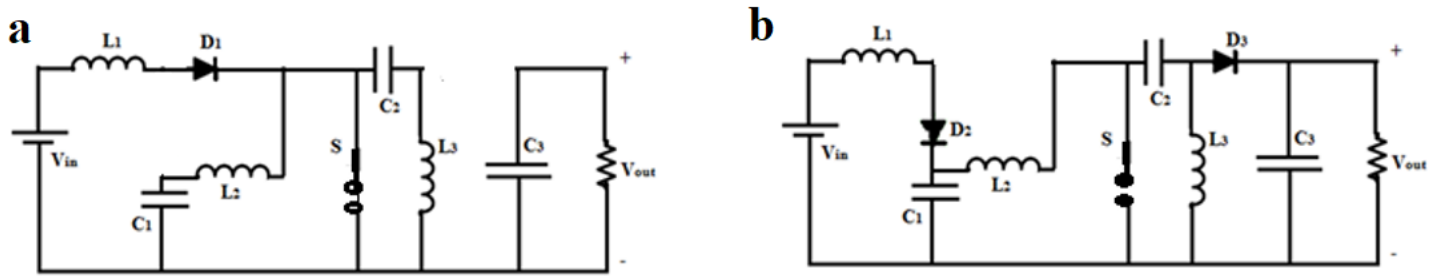 a
L1
D1
C2
+
Vin
L2
C1
S
L3
C3
Vout
-
b
L1
D3
+
C2
D2
Vin
L2
C1
S
L3
C3
Vout
-